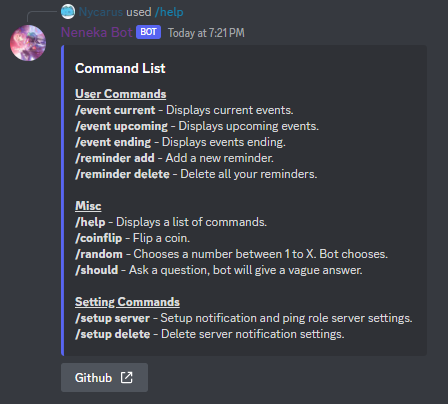 Nycarus used /help
Neneka Bot BOT Today at 7:21 PM
Command List
User Commands
/event current - Displays current events.
/event upcoming - Displays upcoming events.
/event ending - Displays events ending.
/reminder add - Add a new reminder.
/reminder delete - Delete all your reminders.
Misc
/help - Displays a list of commands.
/coinflip - Flip a coin.
/random - Chooses a number between 1 to X. Bot chooses.
/should - Ask a question, bot will give a vague answer.
Setting Commands
/setup server - Setup notification and ping role server settings.
/setup delete - Delete server notification settings.
Github